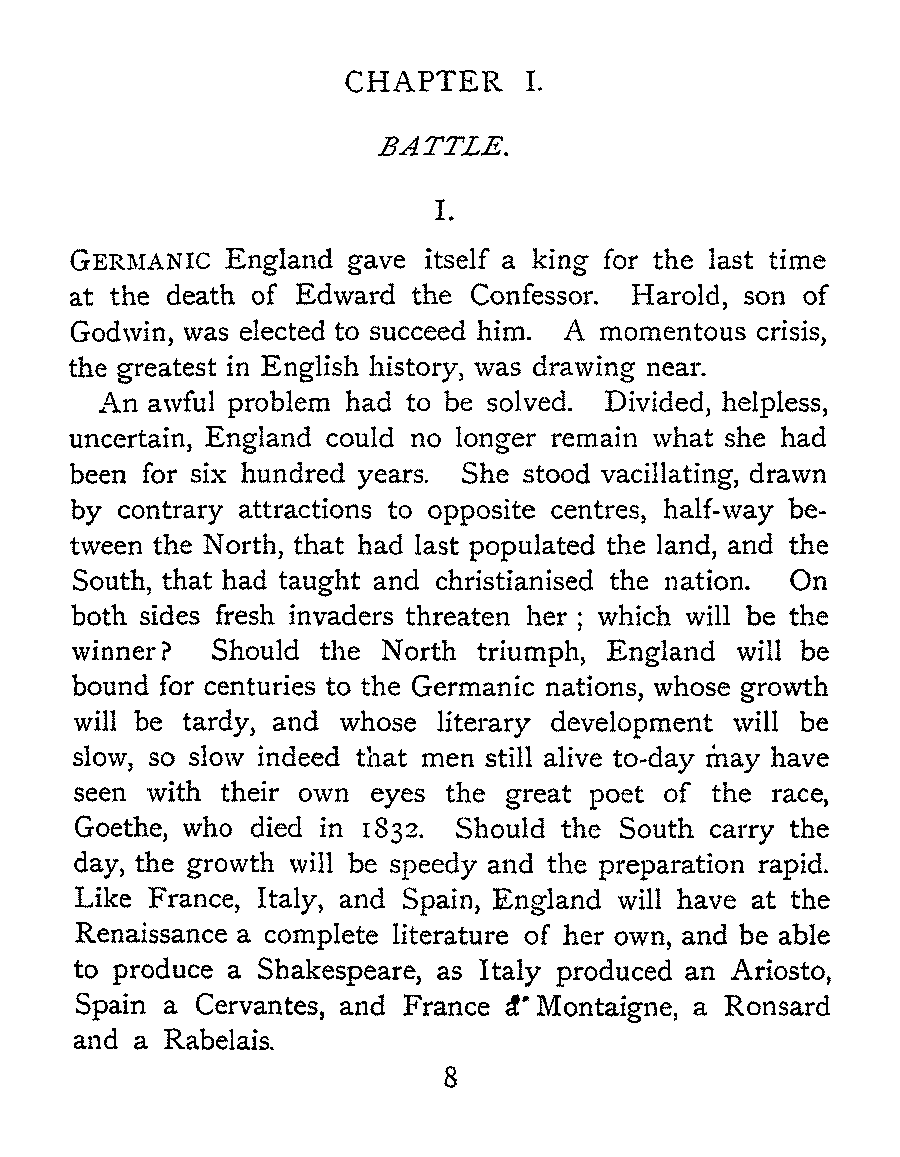 CHAPTER I.
BATTLE.
I.
GERMANIC England gave itself a king for the last time
at the death of Edward the Confessor. Harold, son of
Godwin, was elected to succeed him. A momentous crisis,
the greatest in English history, was drawing near.
An awful problem had to be solved. Divided, helpless,
uncertain, England could no longer remain what she had
been for six hundred years. She stood vacillating, drawn
by contrary attractions to opposite centres, half-way be-
tween the North, that had last populated the land, and the
South, that had taught and christianised the nation. On
both sides fresh invaders threaten her ; which will be the
winner? Should the North triumph, England will be
bound for centuries to the Germanic nations, whose growth
will be tardy, and whose literary development will be
slow, so slow indeed that men still alive to-day may have
seen with their own eyes the great poet of the race,
Goethe, who died in 1832. Should the South carry the
day, the growth will be speedy and the preparation rapid.
Like France, Italy, and Spain, England will have at the
Renaissance a complete literature of her own, and be able
to produce a Shakespeare, as Italy produced an Ariosto,
Spain a Cervantes, and France a Montaigne, a Ronsard
and a Rabelais.
8